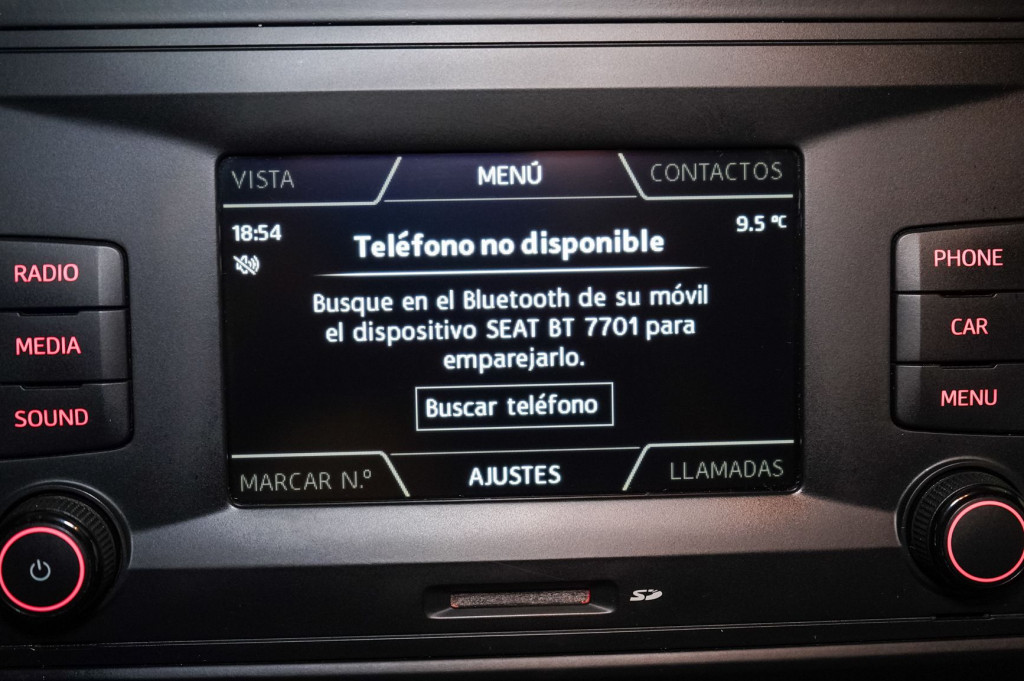 VISTA
MENÚ
CONTACTOS
18:54
9.5 ºC
Teléfono no disponible
Busque en el Bluetooth de su móvil
el dispositivo SEAT BT 7701 para
emparejarlo.
Buscar teléfono
MARCAR N.º
AJUSTES
LLAMADAS
RADIO
MEDIA
SOUND
PHONE
CAR
MENU
SD